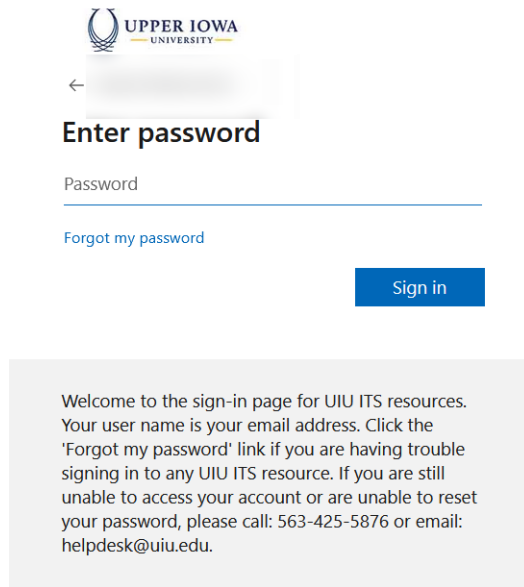 UPPER IOWA
UNIVERSITY
Enter password
Password
Forgot my password
Sign in
Welcome to the sign-in page for UIU ITS resources.
Your user name is your email address. Click the
'Forgot my password' link if you are having trouble
signing in to any UIU ITS resource. If you are still
unable to access your account or are unable to reset
your password, please call: 563-425-5876 or email:
helpdesk@uiu.edu.